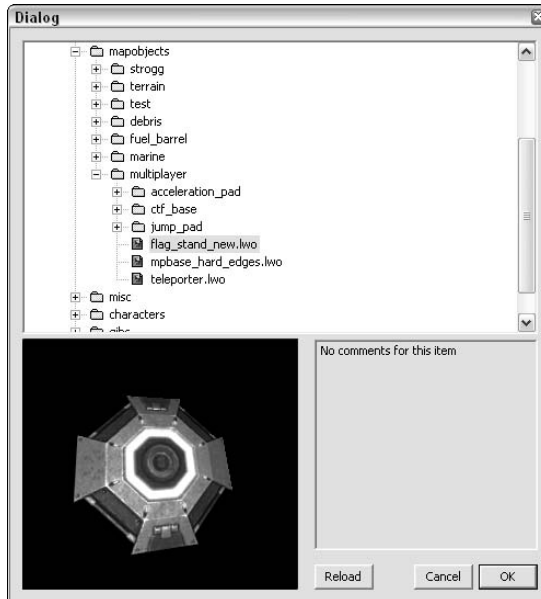 Dialog
mapobjects
strogg
terrain
test
debris
fuel_barrel
marine
multiplayer
acceleration_pad
ctf_base
jump_pad
flag_stand_new.lwo
mpbase_hard_edges.lwo
teleporter.lwo
misc
characters
gibs
No comments for this item
Reload
Cancel
OK